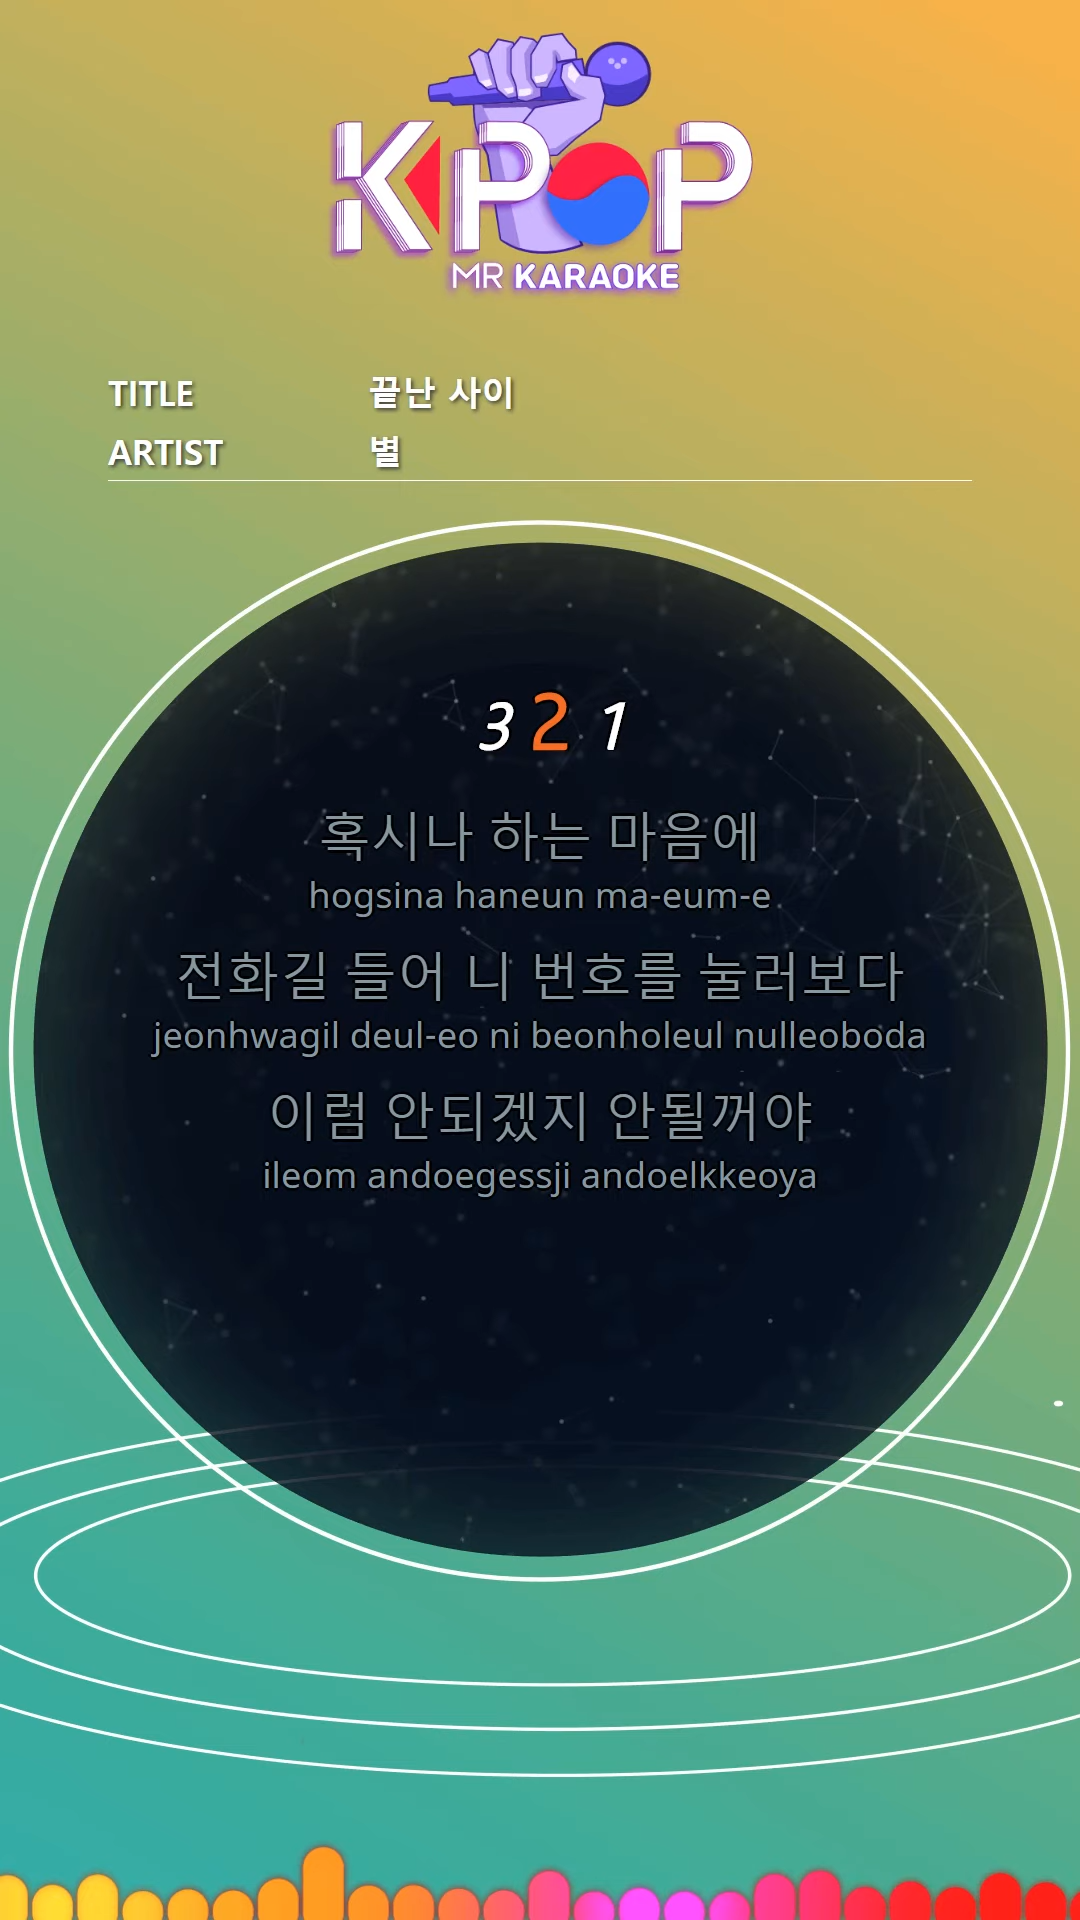 KPOP
MR KARAOKE
TITLE 끝난 사이
ARTIST 별
3 2 1
혹시나 하는 마음에
hogsina haneun ma-eum-e
전화길 들어 니 번호를 눌러보다
jeonhwagil deul-eo ni beonholeul nulleoboda
이럼 안되겠지 안될꺼야
ileom andoegessji andoelkkeoya